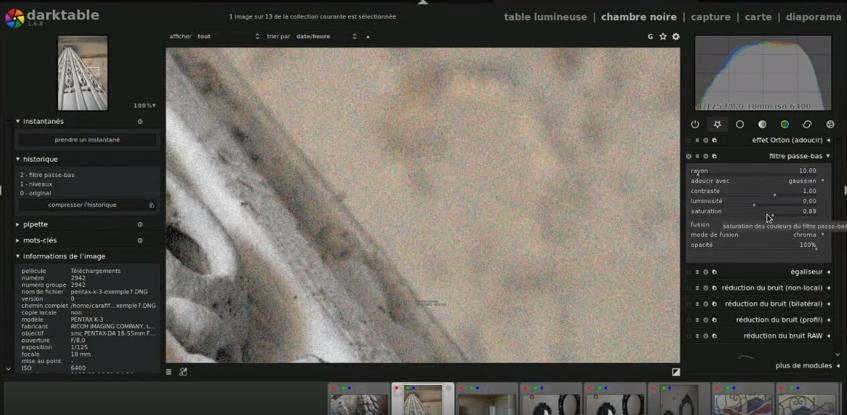 darktable
1.6.8
1 image sur 13 de la collection courante est sélectionnée
table lumineuse | chambre noire | capture | carte | diaporama
afficher tout trier par date/heure
G
100%
1/125 f/8.0 18mm iso 6400
instantanés
prendre un instantané
historique
2 - filtre passe-bas
1 - niveaux
0 - original
compresser l'historique
pipette
mots-clés
informations de l'image
pellicule Téléchargements
numéro 2942
numéro groupe 2942
nom de fichier pentax-k-3-exemple7.DNG
version 0
chemin complet /home/carafif...xemple7.DNG
copie locale non
modèle PENTAX K-3
fabricant RICOH IMAGING COMPANY, L...
objectif smc PENTAX-DA 18-55mm F...
ouverture F/8,0
exposition 1/125
focale 18 mm
mise au point -
ISO 6400
effet Orton (adoucir)
filtre passe-bas
rayon 10,00
adoucir avec gaussien
contraste 1,00
luminosité 0,00
saturation 0,89
fusion
saturation des couleurs du filtre passe-bas
mode de fusion chroma
opacité 100%
égaliseur
réduction du bruit (non-local)
réduction du bruit (bilatéral)
réduction du bruit (profil)
réduction du bruit RAW
plus de modules